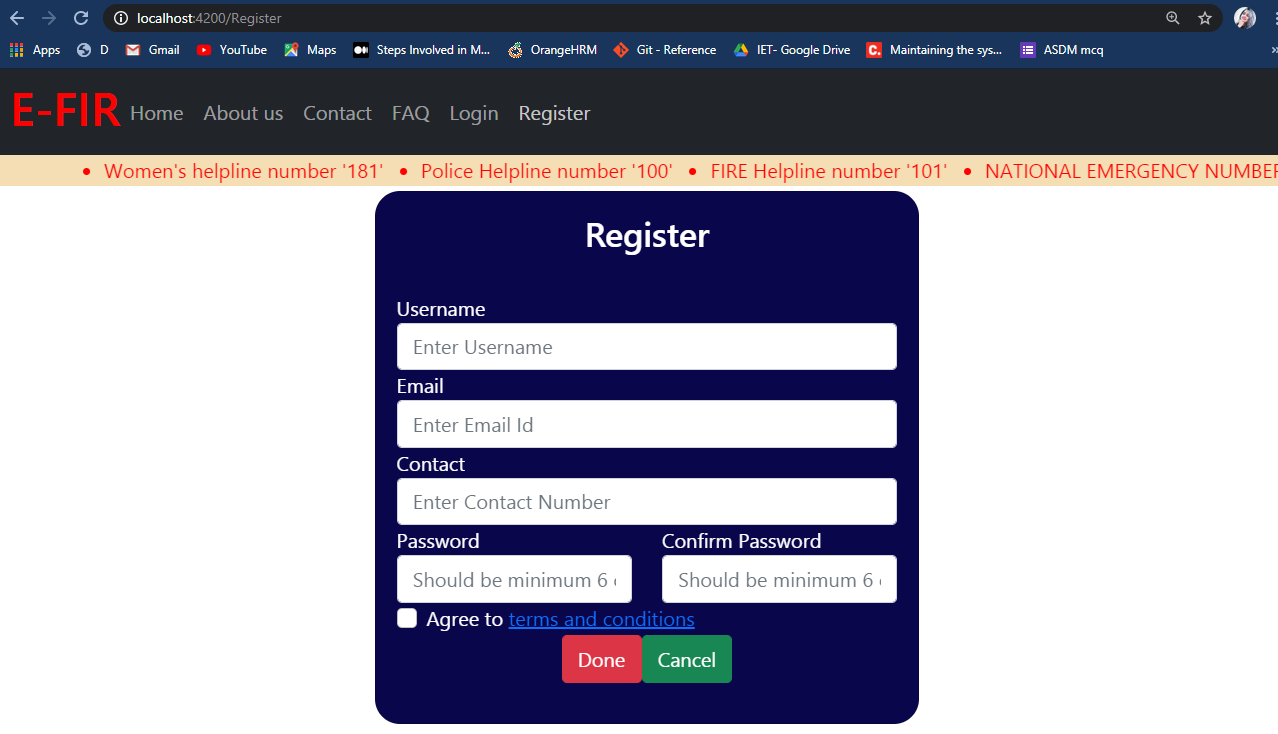 localhost:4200/Register
Apps D Gmail YouTube Maps Steps Involved in M... OrangeHRM Git - Reference IET- Google Drive Maintaining the sys... ASDM mcq »
E-FIR Home About us Contact FAQ Login Register
• Women's helpline number '181' • Police Helpline number '100' • FIRE Helpline number '101' • NATIONAL EMERGENCY NUMBER
Register
Username
Enter Username
Email
Enter Email Id
Contact
Enter Contact Number
Password Confirm Password
Should be minimum 6 Should be minimum 6
Agree to terms and conditions
Done Cancel